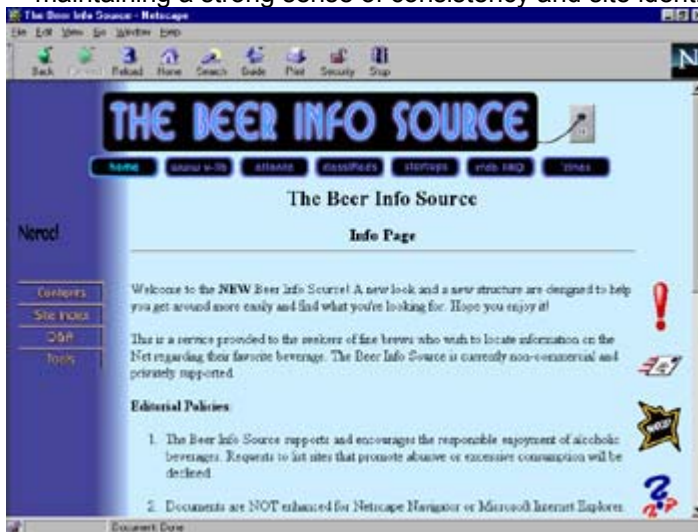 maintaining a strong sense of consistency and site
The Beer Info Source - Netscape
File Edit View Go Window Help
Back Reload Home Search Guide Print Security Stop
N
THE BEER INFO SOURCE
home atlanta classifieds startups web FAQ zines
The Beer Info Source
Info Page
Welcome to the NEW Beer Info Source! A new look and a new structure are designed to help
you get around more easily and find what you're looking for. Hope you enjoy it!
Contents
Site Index
Q&A
Tools
This is a service provided to the seekers of fine brews who wish to locate information on the
Net regarding their favorite beverage. The Beer Info Source is currently non-commercial and
privately supported.
Editorial Policies:
1. The Beer Info Source supports and encourages the responsible enjoyment of alcoholic
beverages. Requests to list sites that promote abusive or excessive consumption will be
declined.
2. Documents are NOT enhanced for Netscape Navigator or Microsoft Internet Explorer.
Document: Done